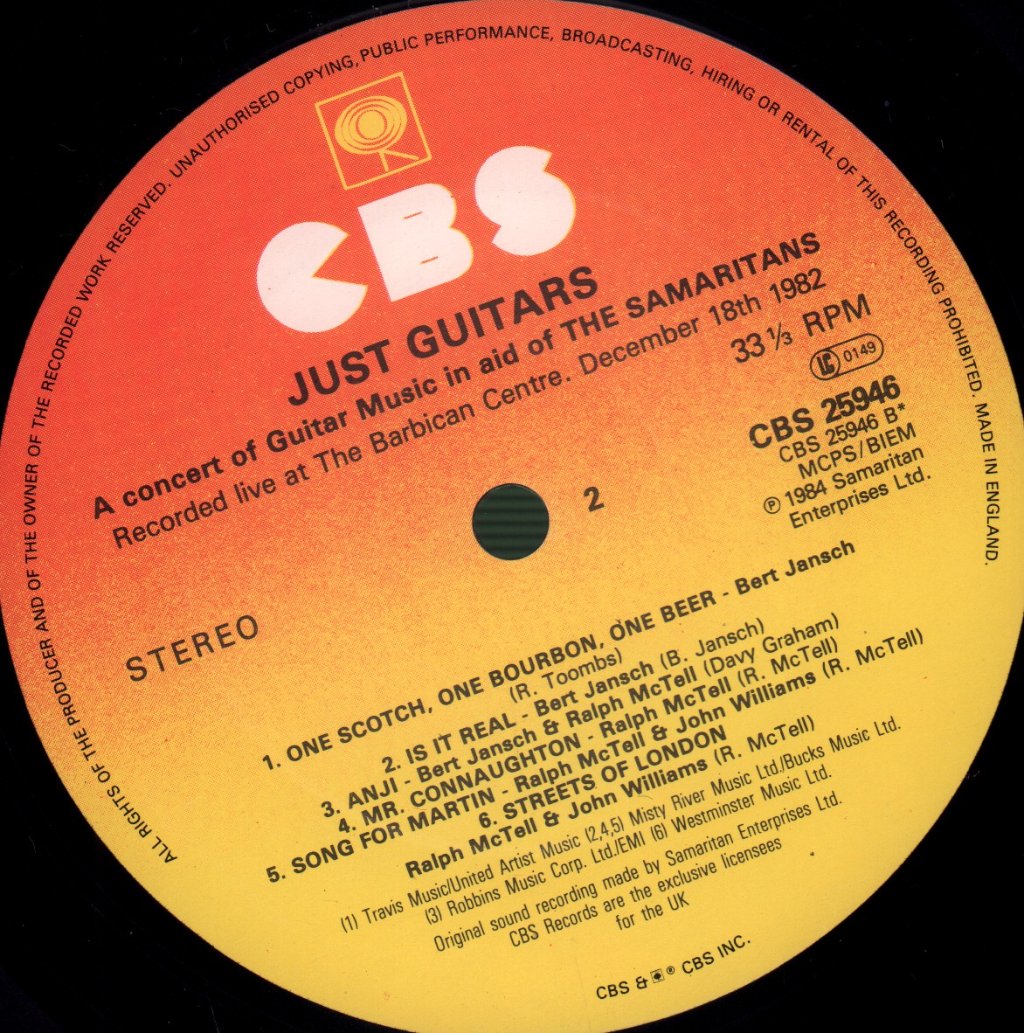 ALL RIGHTS OF THE PRODUCER AND OF THE OWNER OF THE RECORDED WORK RESERVED. UNAUTHORISED COPYING, PUBLIC PERFORMANCE, BROADCASTING, HIRING OR RENTAL OF THIS RECORDING PROHIBITED. MADE IN ENGLAND.
CBS
JUST GUITARS
A concert of Guitar Music in aid of THE SAMARITANS
Recorded live at The Barbican Centre. December 18th 1982
33⅓ RPM
LC 0149
CBS 25946
CBS 25946 B*
MCPS/BIEM
℗ 1984 Samaritan
Enterprises Ltd.
2
STEREO
1. ONE SCOTCH, ONE BOURBON, ONE BEER - Bert Jansch
(R. Toombs)
2. IS IT REAL - Bert Jansch (B. Jansch)
3. ANJI - Bert Jansch & Ralph McTell (Davy Graham)
4. MR. CONNAUGHTON - Ralph McTell (R. McTell)
5. SONG FOR MARTIN - Ralph McTell & John Williams (R. McTell)
6. STREETS OF LONDON
Ralph McTell & John Williams (R. McTell)
(1) Travis Music/United Artist Music (2,4,5) Misty River Music Ltd./Bucks Music Ltd.
(3) Robbins Music Corp. Ltd./EMI (6) Westminster Music Ltd.
Original sound recording made by Samaritan Enterprises Ltd.
CBS Records are the exclusive licensees
for the UK
CBS & ® CBS INC.